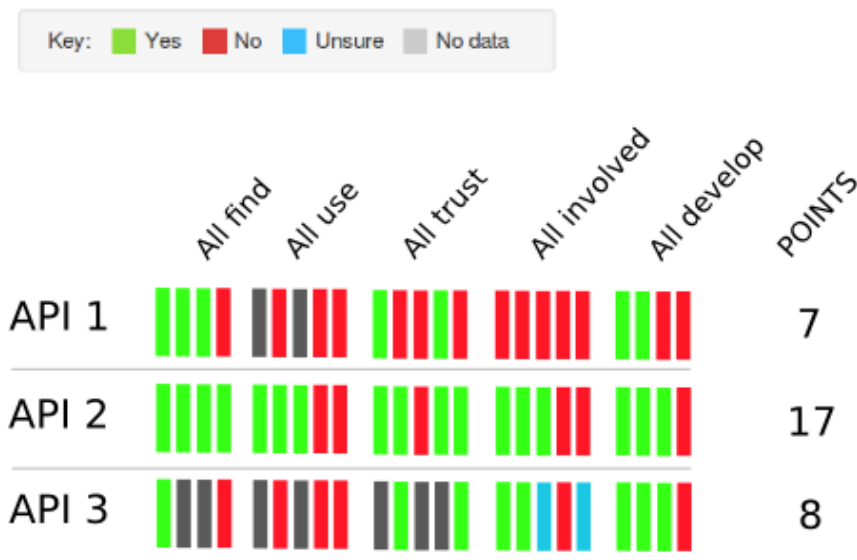 Key: Yes No Unsure No data
All find
All use
All trust
All involved
All develop
POINTS
API 1
7
API 2
17
API 3
8